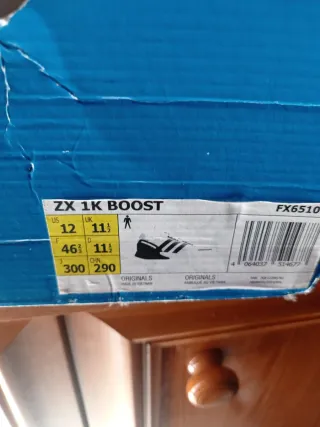 ZX 1K BOOST FX6510
US 12 UK 11½
F 46⅔ D 11½
J 300 CHN 290
ORIGINALS ORIGINALS